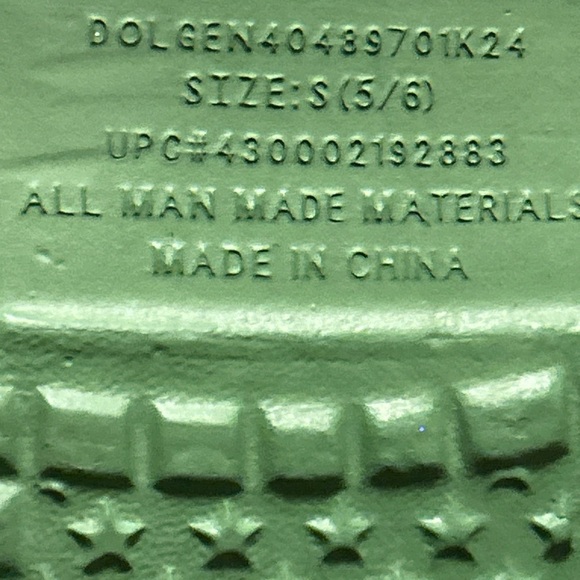 DOLGEN40489701K24
SIZE:S(5/6)
UPC#430002192883
ALL MAN MADE MATERIALS
MADE IN CHINA